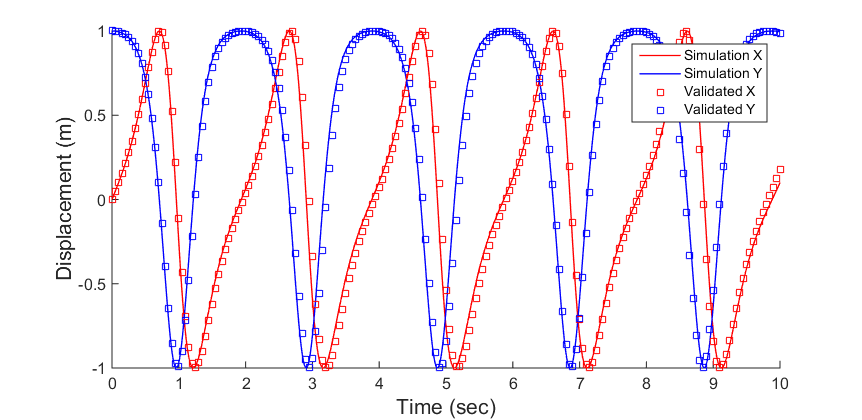 1
0.5
0
-0.5
-1
Displacement (m)
0 1 2 3 4 5 6 7 8 9 10
Time (sec)
Simulation X
Simulation Y
Validated X
Validated Y